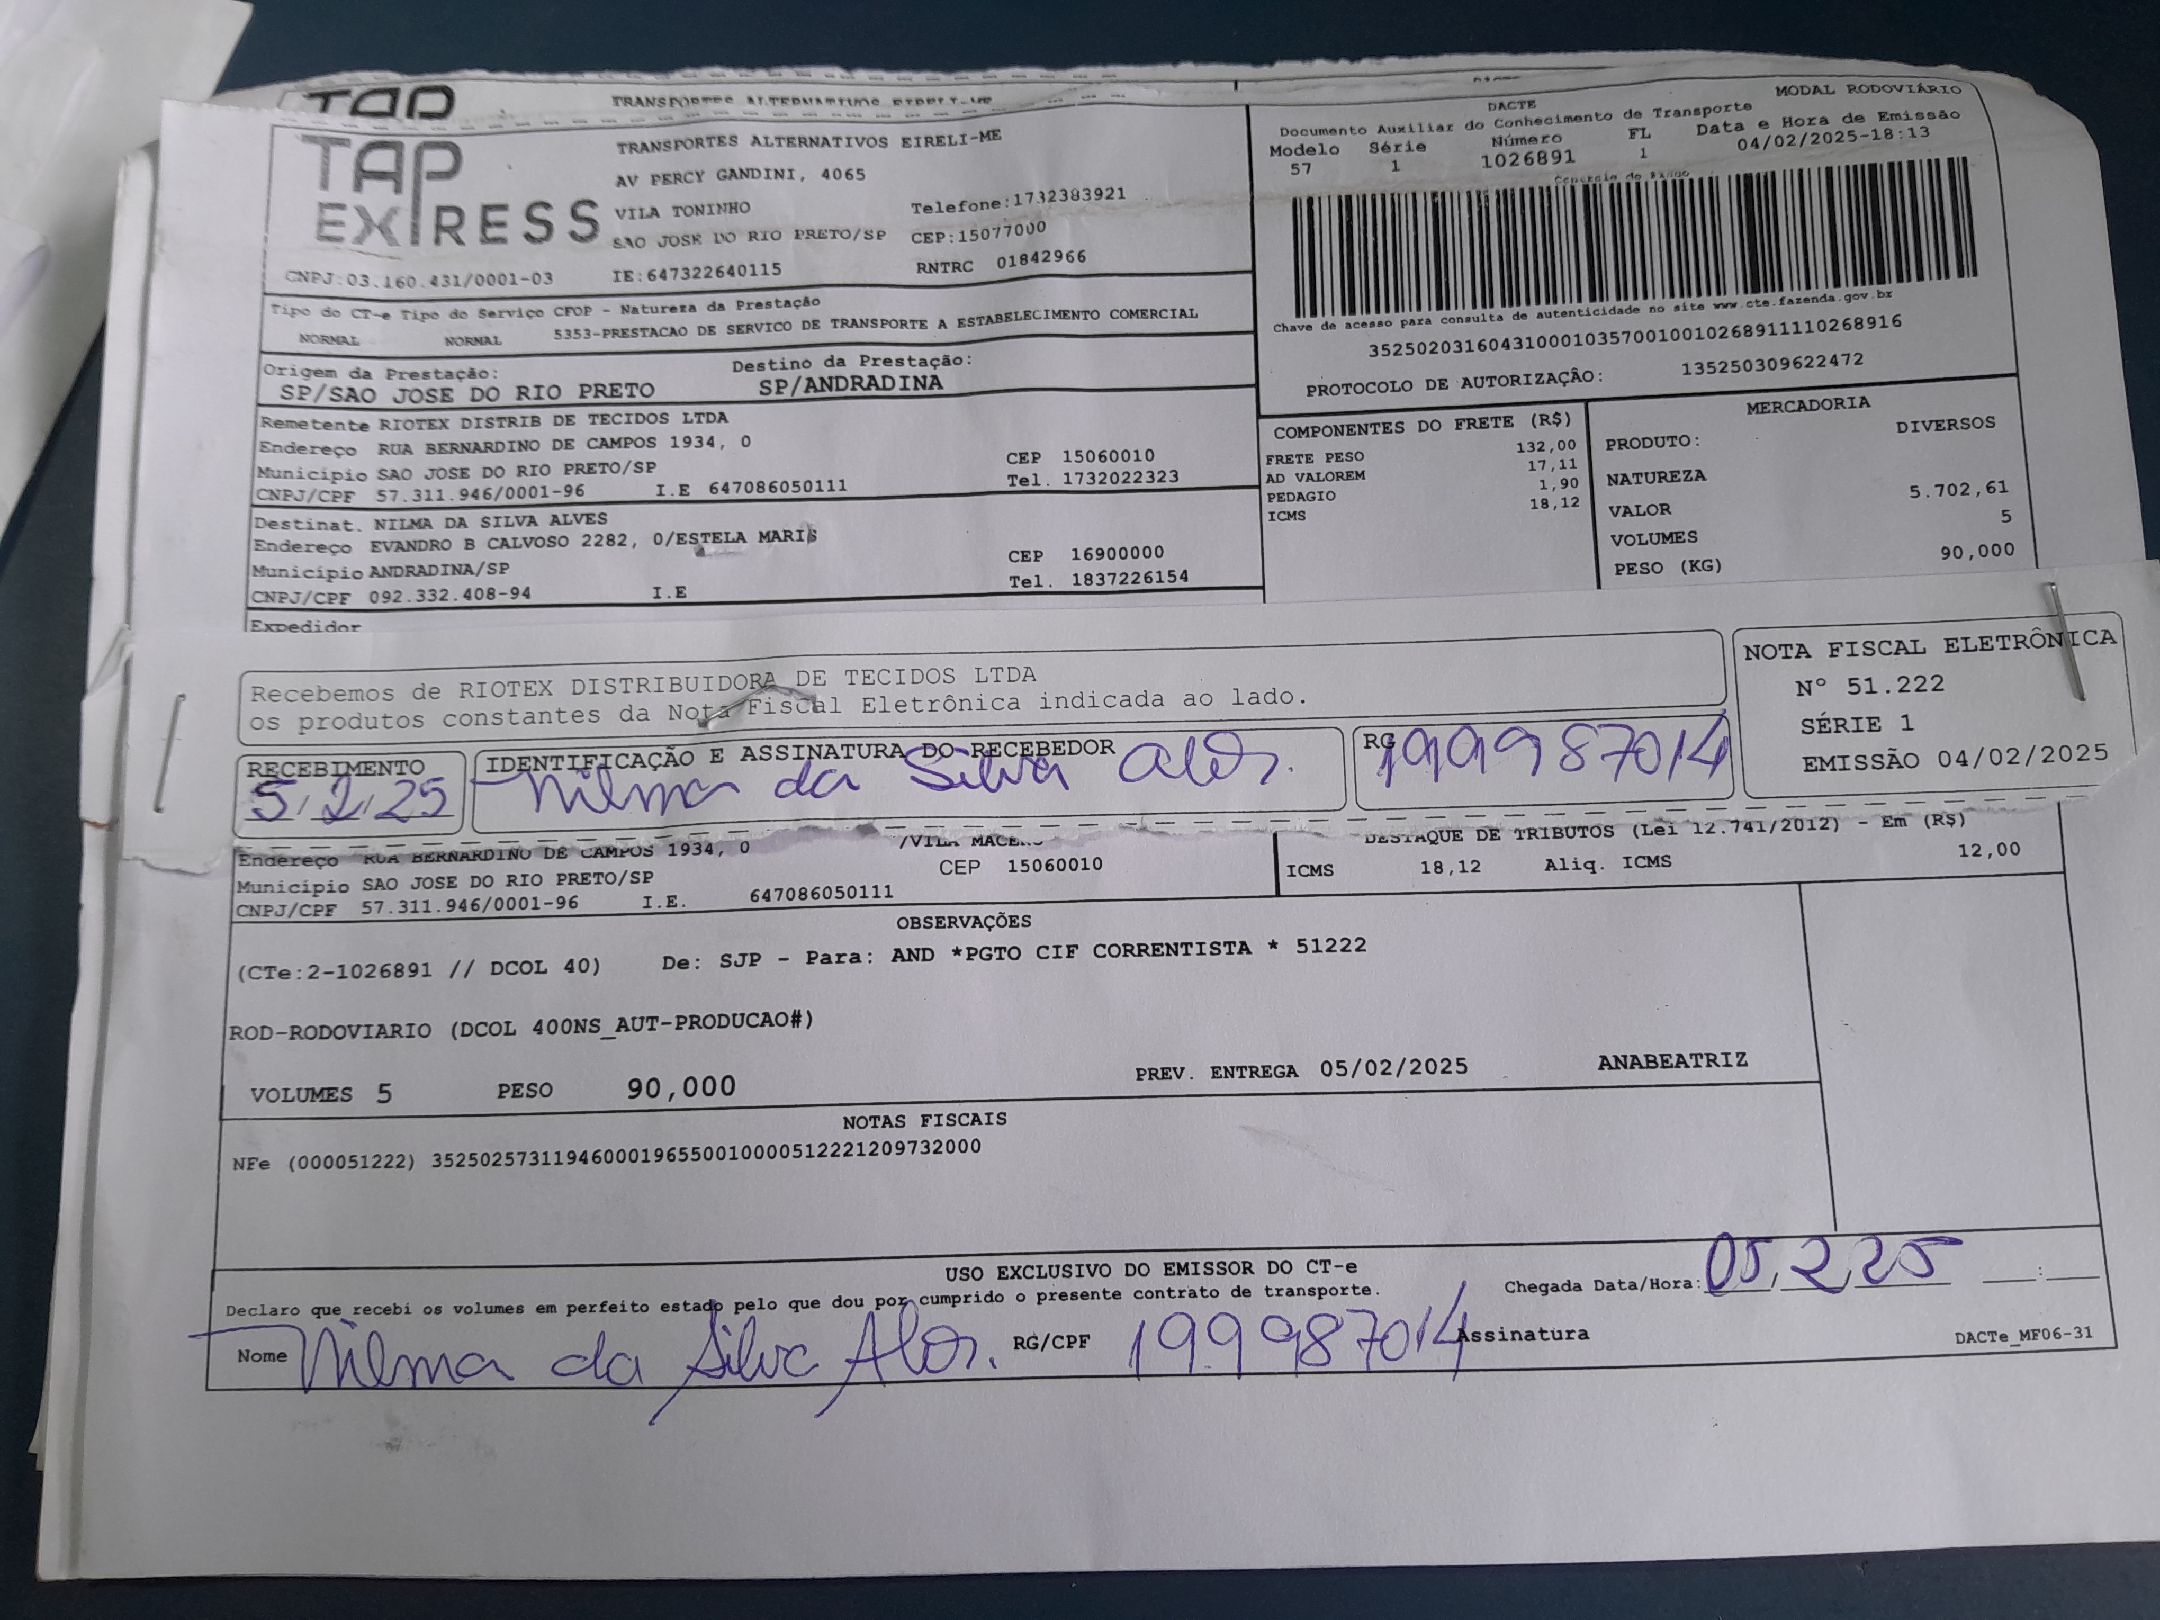 TAP
TRANSPORTES ALTERNATIVOS EIRELI-ME
TAP
EXPRESS
TRANSPORTES ALTERNATIVOS EIRELI-ME
AV PERCY GANDINI, 4065
VILA TONINHO Telefone:1732383921
SAO JOSE DO RIO PRETO/SP CEP:15077000
CNPJ:03.160.431/0001-03 IE:647322640115 RNTRC 01842966
MODAL RODOVIÁRIO
DACTE
Documento Auxiliar do Conhecimento de Transporte
Modelo Série Número FL Data e Hora de Emissão
57 1 1026891 1 04/02/2025-18:13
Chave de acesso para consulta de autenticidade no site www.cte.fazenda.gov.br
35250203160431000103570010010268911110268916
PROTOCOLO DE AUTORIZAÇÃO: 135250309622472
Tipo do CT-e Tipo do Serviço CFOP - Natureza da Prestação
NORMAL NORMAL 5353-PRESTACAO DE SERVICO DE TRANSPORTE A ESTABELECIMENTO COMERCIAL
Origem da Prestação: Destino da Prestação:
SP/SAO JOSE DO RIO PRETO SP/ANDRADINA
Remetente RIOTEX DISTRIB DE TECIDOS LTDA
Endereço RUA BERNARDINO DE CAMPOS 1934, 0
Município SAO JOSE DO RIO PRETO/SP CEP 15060010
CNPJ/CPF 57.311.946/0001-96 I.E 647086050111 Tel. 1732022323
Destinat. NILMA DA SILVA ALVES
Endereço EVANDRO B CALVOSO 2282, 0/ESTELA MARIS
Município ANDRADINA/SP CEP 16900000
CNPJ/CPF 092.332.408-94 I.E Tel. 1837226154
Expedidor
COMPONENTES DO FRETE (R$)
FRETE PESO 132,00
AD VALOREM 17,11
PEDAGIO 1,90
ICMS 18,12
MERCADORIA
PRODUTO: DIVERSOS
NATUREZA
VALOR 5.702,61
VOLUMES 5
PESO (KG) 90,000
Recebemos de RIOTEX DISTRIBUIDORA DE TECIDOS LTDA
os produtos constantes da Nota Fiscal Eletrônica indicada ao lado.
NOTA FISCAL ELETRÔNICA
Nº 51.222
SÉRIE 1
EMISSÃO 04/02/2025
RECEBIMENTO IDENTIFICAÇÃO E ASSINATURA DO RECEBEDOR RG
5/2/25 Nilma da Silva Alves. 199987014
Endereço RUA BERNARDINO DE CAMPOS 1934, 0
Município SAO JOSE DO RIO PRETO/SP CEP 15060010
CNPJ/CPF 57.311.946/0001-96 I.E. 647086050111
DESTAQUE DE TRIBUTOS (Lei 12.741/2012) - Em (R$)
ICMS 18,12 Aliq. ICMS 12,00
OBSERVAÇÕES
(CTe:2-1026891 // DCOL 40) De: SJP - Para: AND *PGTO CIF CORRENTISTA * 51222
ROD-RODOVIARIO (DCOL 400NS_AUT-PRODUCAO#)
VOLUMES 5 PESO 90,000 PREV. ENTREGA 05/02/2025 ANABEATRIZ
NOTAS FISCAIS
NFe (000051222) 35250257311946000196550010000512221209732000
USO EXCLUSIVO DO EMISSOR DO CT-e
Declaro que recebi os volumes em perfeito estado pelo que dou por cumprido o presente contrato de transporte.
Chegada Data/Hora: 05/2/25 __:__
Nome Nilma da Silva Alves. RG/CPF 199987014 Assinatura
DACTe_MF06-31